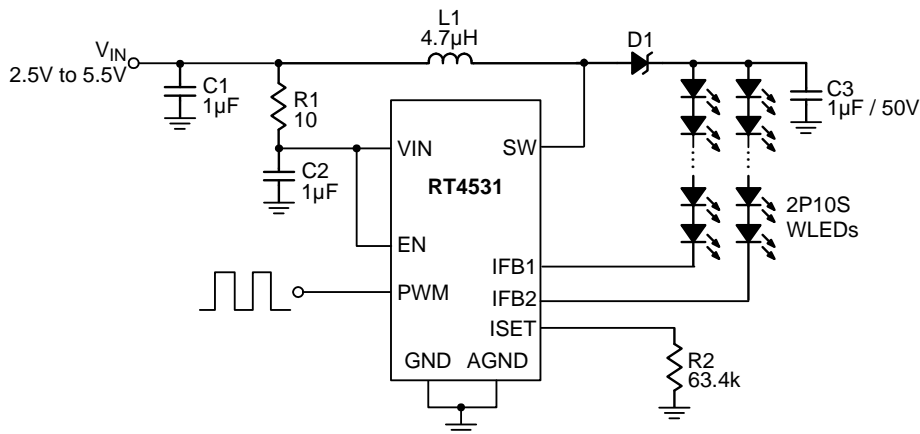 L1
4.7µH
D1
VIN
2.5V to 5.5V
C1
1µF
R1
10
C3
1µF / 50V
VIN
SW
C2
1µF
RT4531
2P10S
WLEDs
EN
IFB1
PWM
IFB2
ISET
GND
AGND
R2
63.4k